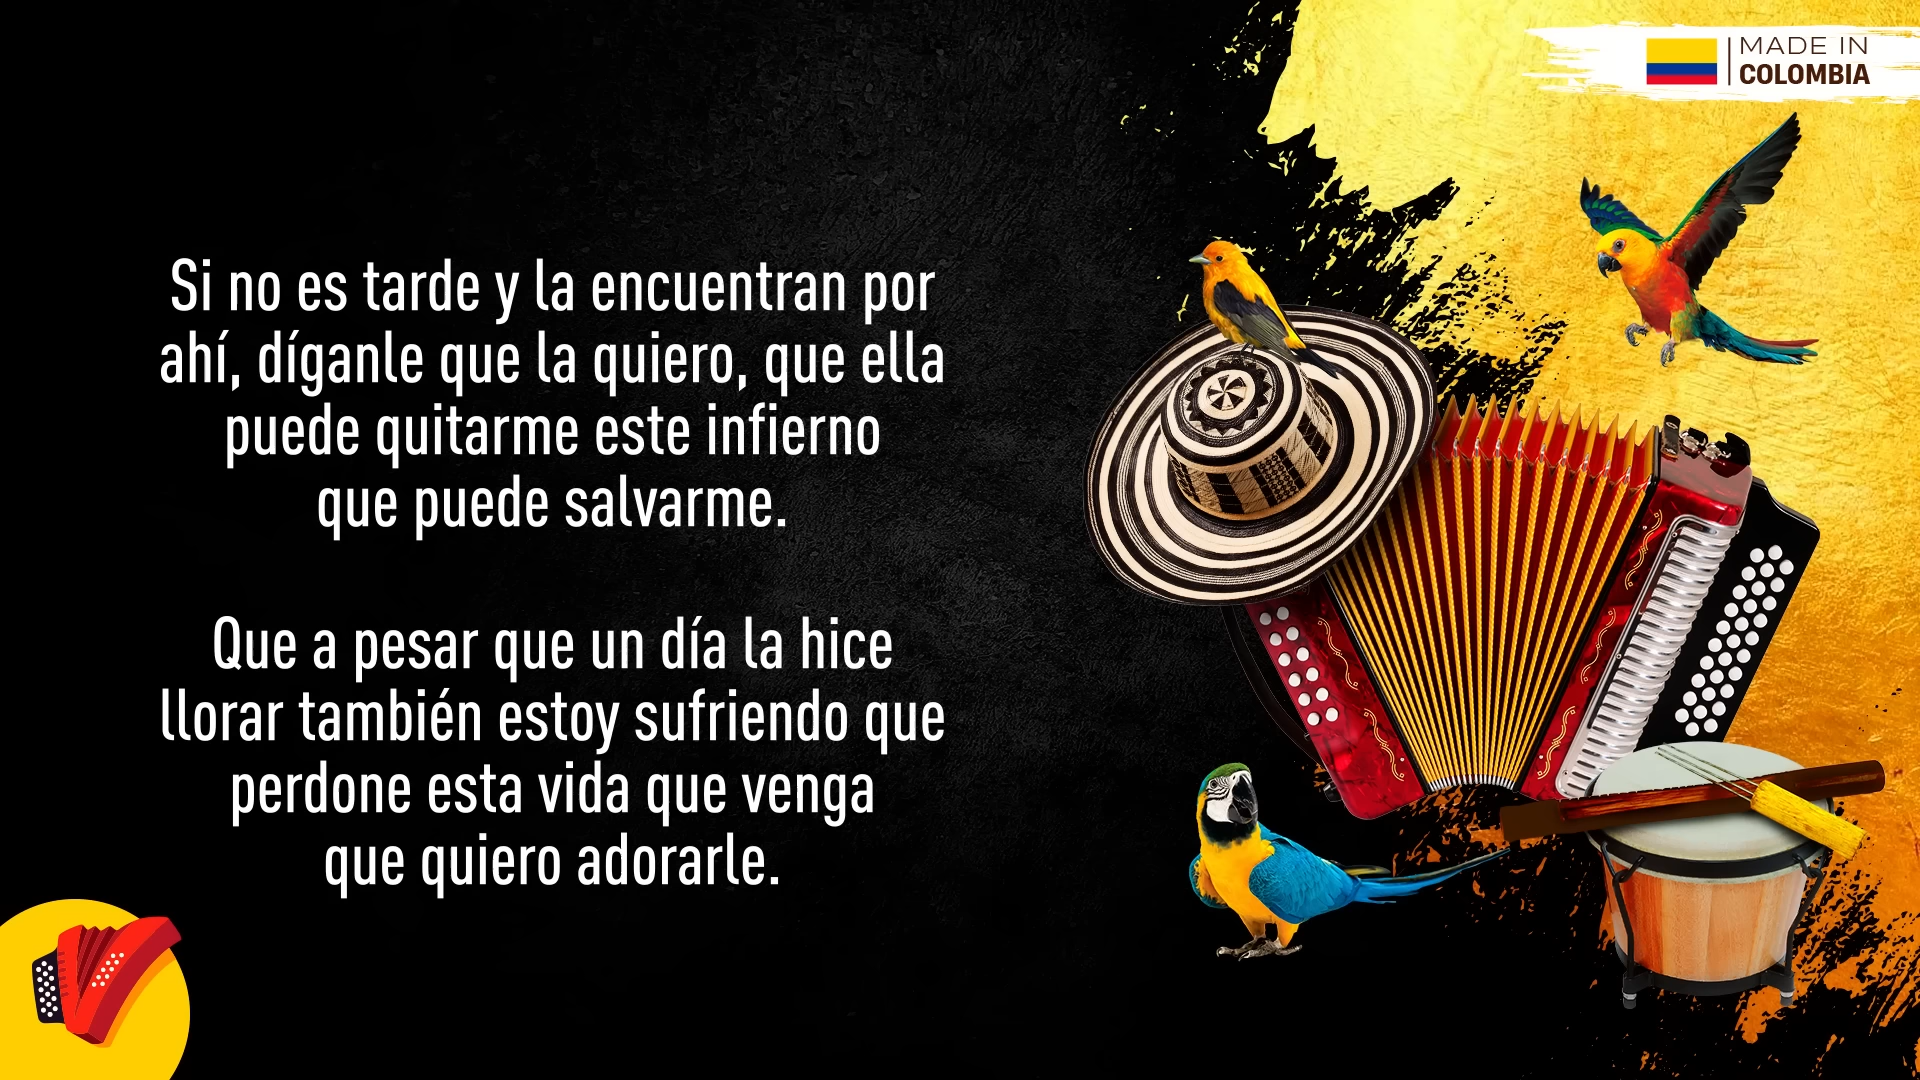 MADE IN
COLOMBIA
Si no es tarde y la encuentran por
ahí, díganle que la quiero, que ella
puede quitarme este infierno
que puede salvarme.
Que a pesar que un día la hice
llorar también estoy sufriendo que
perdone esta vida que venga
que quiero adorarle.